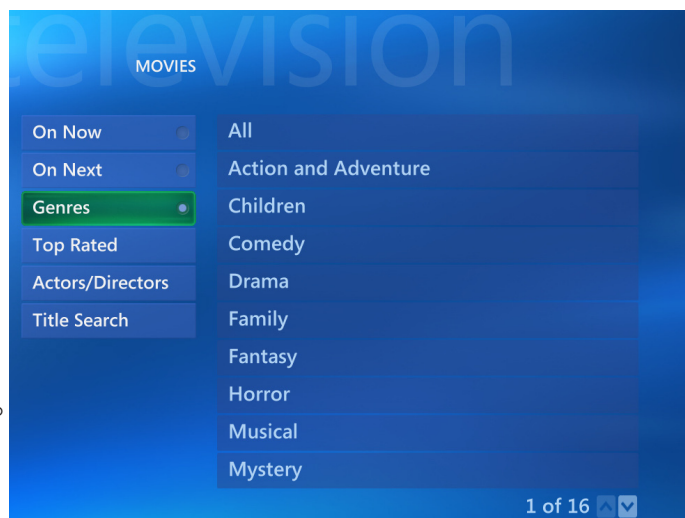 television
MOVIES
On Now
On Next
Genres
Top Rated
Actors/Directors
Title Search
All
Action and Adventure
Children
Comedy
Drama
Family
Fantasy
Horror
Musical
Mystery
1 of 16